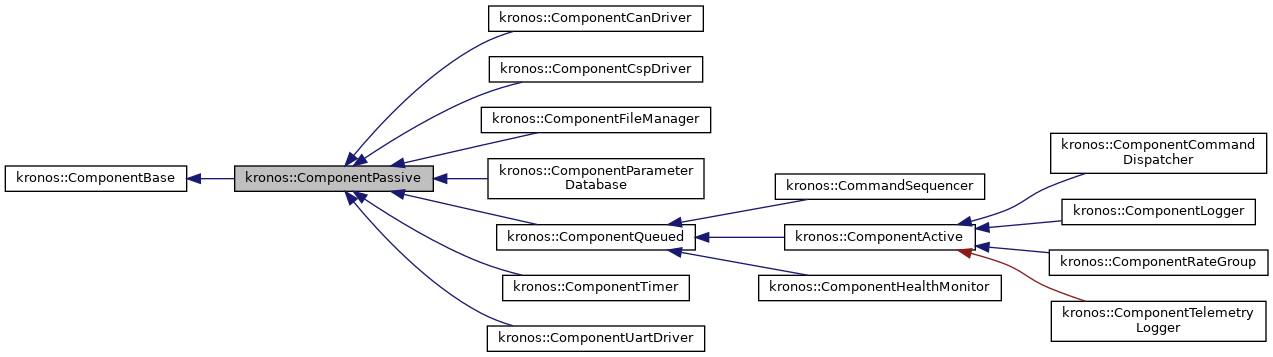 kronos::ComponentBase
kronos::ComponentPassive
kronos::ComponentCanDriver
kronos::ComponentCspDriver
kronos::ComponentFileManager
kronos::ComponentParameter
Database
kronos::ComponentQueued
kronos::ComponentTimer
kronos::ComponentUartDriver
kronos::CommandSequencer
kronos::ComponentActive
kronos::ComponentHealthMonitor
kronos::ComponentCommand
Dispatcher
kronos::ComponentLogger
kronos::ComponentRateGroup
kronos::ComponentTelemetry
Logger